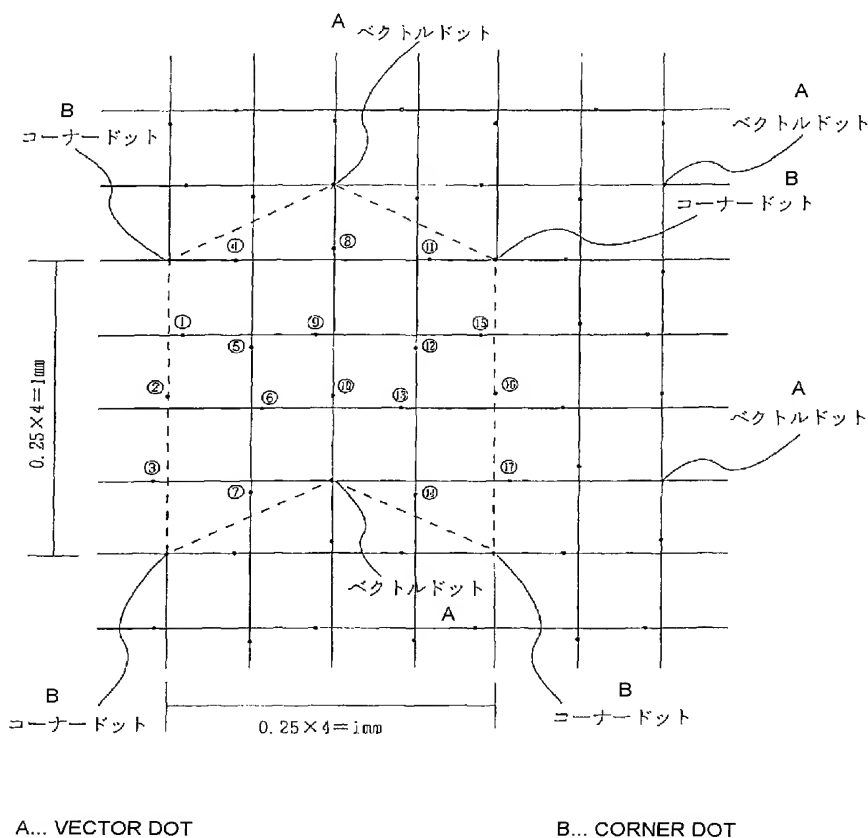 A
ベクトルドット
A
ベクトルドット
B
コーナードット
B
コーナードット
④
⑧
⑪
①
⑨
⑮
⑤
⑫
②
⑩
⑯
⑥
⑬
A
ベクトルドット
③
⑰
⑦
⑭
0.25×4=1mm
ベクトルドット
A
B
コーナードット
B
コーナードット
0.25×4=1mm
A... VECTOR DOT
B... CORNER DOT